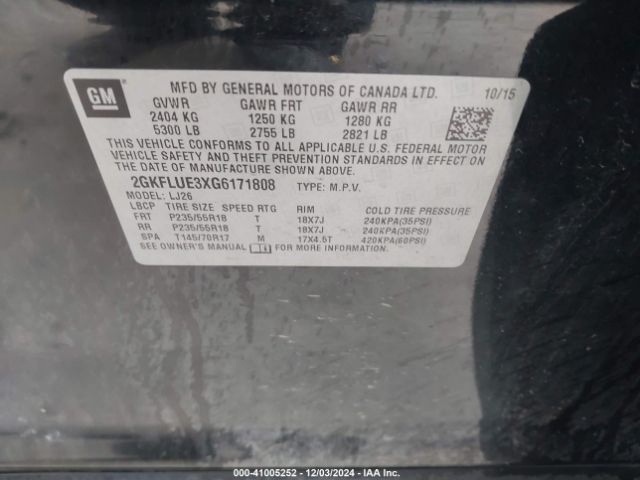 GM
MFD BY GENERAL MOTORS OF CANADA LTD. 10/15
GVWR GAWR FRT GAWR RR
2404 KG 1250 KG 1280 KG
5300 LB 2755 LB 2821 LB
THIS VEHICLE CONFORMS TO ALL APPLICABLE U.S. FEDERAL MOTOR
VEHICLE SAFETY AND THEFT PREVENTION STANDARDS IN EFFECT ON THE
DATE OF MANUFACTURE SHOWN ABOVE.
2GKFLUE3XG6171808 TYPE: M.P.V.
MODEL: LJ26
LBCP TIRE SIZE SPEED RTG RIM COLD TIRE PRESSURE
FRT P235/55R18 T 18X7J 240KPA(35PSI)
RR P235/55R18 T 18X7J 240KPA(35PSI)
SPA T145/70R17 M 17X4.5T 420KPA(60PSI)
SEE OWNER'S MANUAL FOR MORE INFORMATION.
000-41005252 - 12/03/2024 - IAA Inc.